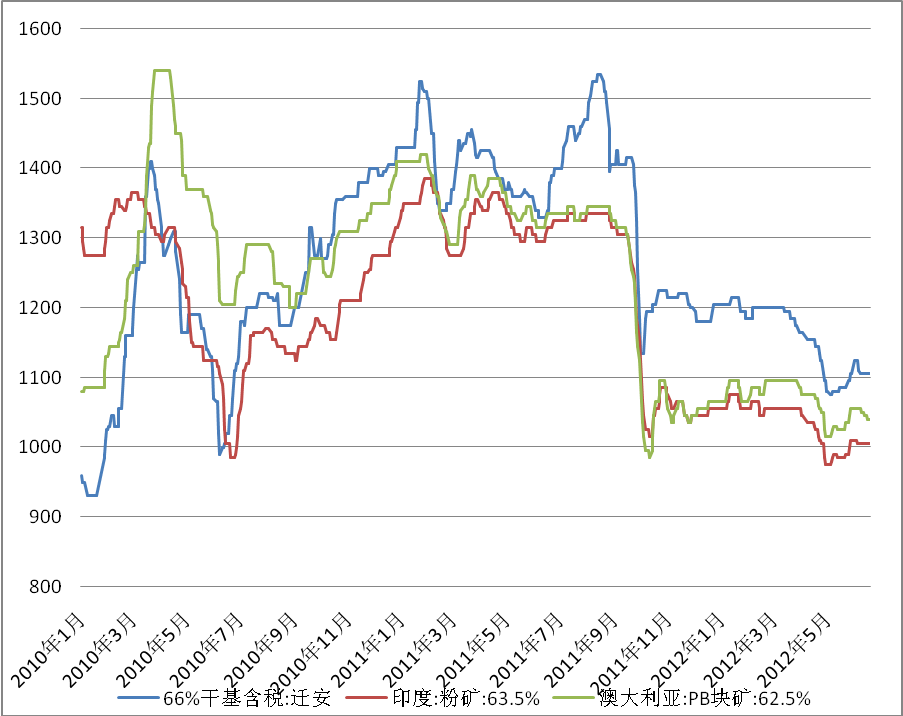 1600
1500
1400
1300
1200
1100
1000
900
800
2010年1月
2010年3月
2010年5月
2010年7月
2010年9月
2010年11月
2011年1月
2011年3月
2011年5月
2011年7月
2011年9月
2011年11月
2012年1月
2012年3月
2012年5月
66%干基含税:迁安 印度:粉矿:63.5% 澳大利亚:PB块矿:62.5%